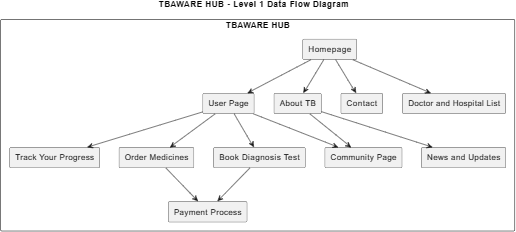 TBAWARE HUB - Level 1 Data Flow Diagram
TBAWARE HUB
Homepage
User Page
About TB
Contact
Doctor and Hospital List
Track Your Progress
Order Medicines
Book Diagnosis Test
Community Page
News and Updates
Payment Process